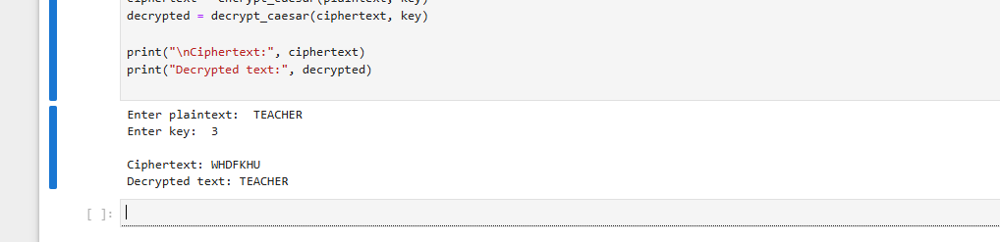 ciphertext = encrypt_caesar(plaintext, key)
decrypted = decrypt_caesar(ciphertext, key)
print("\nCiphertext:", ciphertext)
print("Decrypted text:", decrypted)
Enter plaintext:  TEACHER
Enter key:  3
Ciphertext: WHDFKHU
Decrypted text: TEACHER
[ ]: